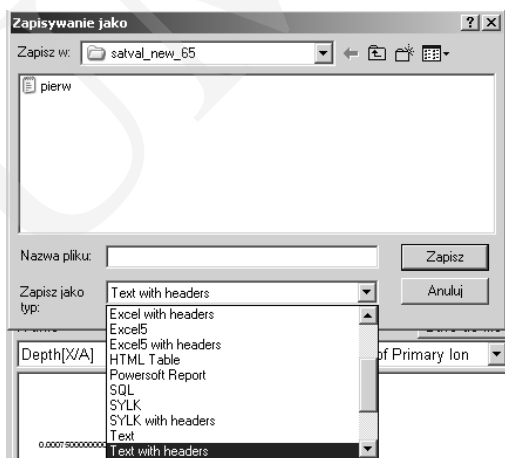 Zapisywanie jako
Zapisz w: satval_new_65
pierw
Nazwa pliku:
Zapisz
Zapisz jako typ:
Text with headers
Anuluj
Excel with headers
Excel5
Excel5 with headers
HTML Table
Powersoft Report
SQL
SYLK
SYLK with headers
Text
Text with headers
Depth[X/A]
of Primary Ion